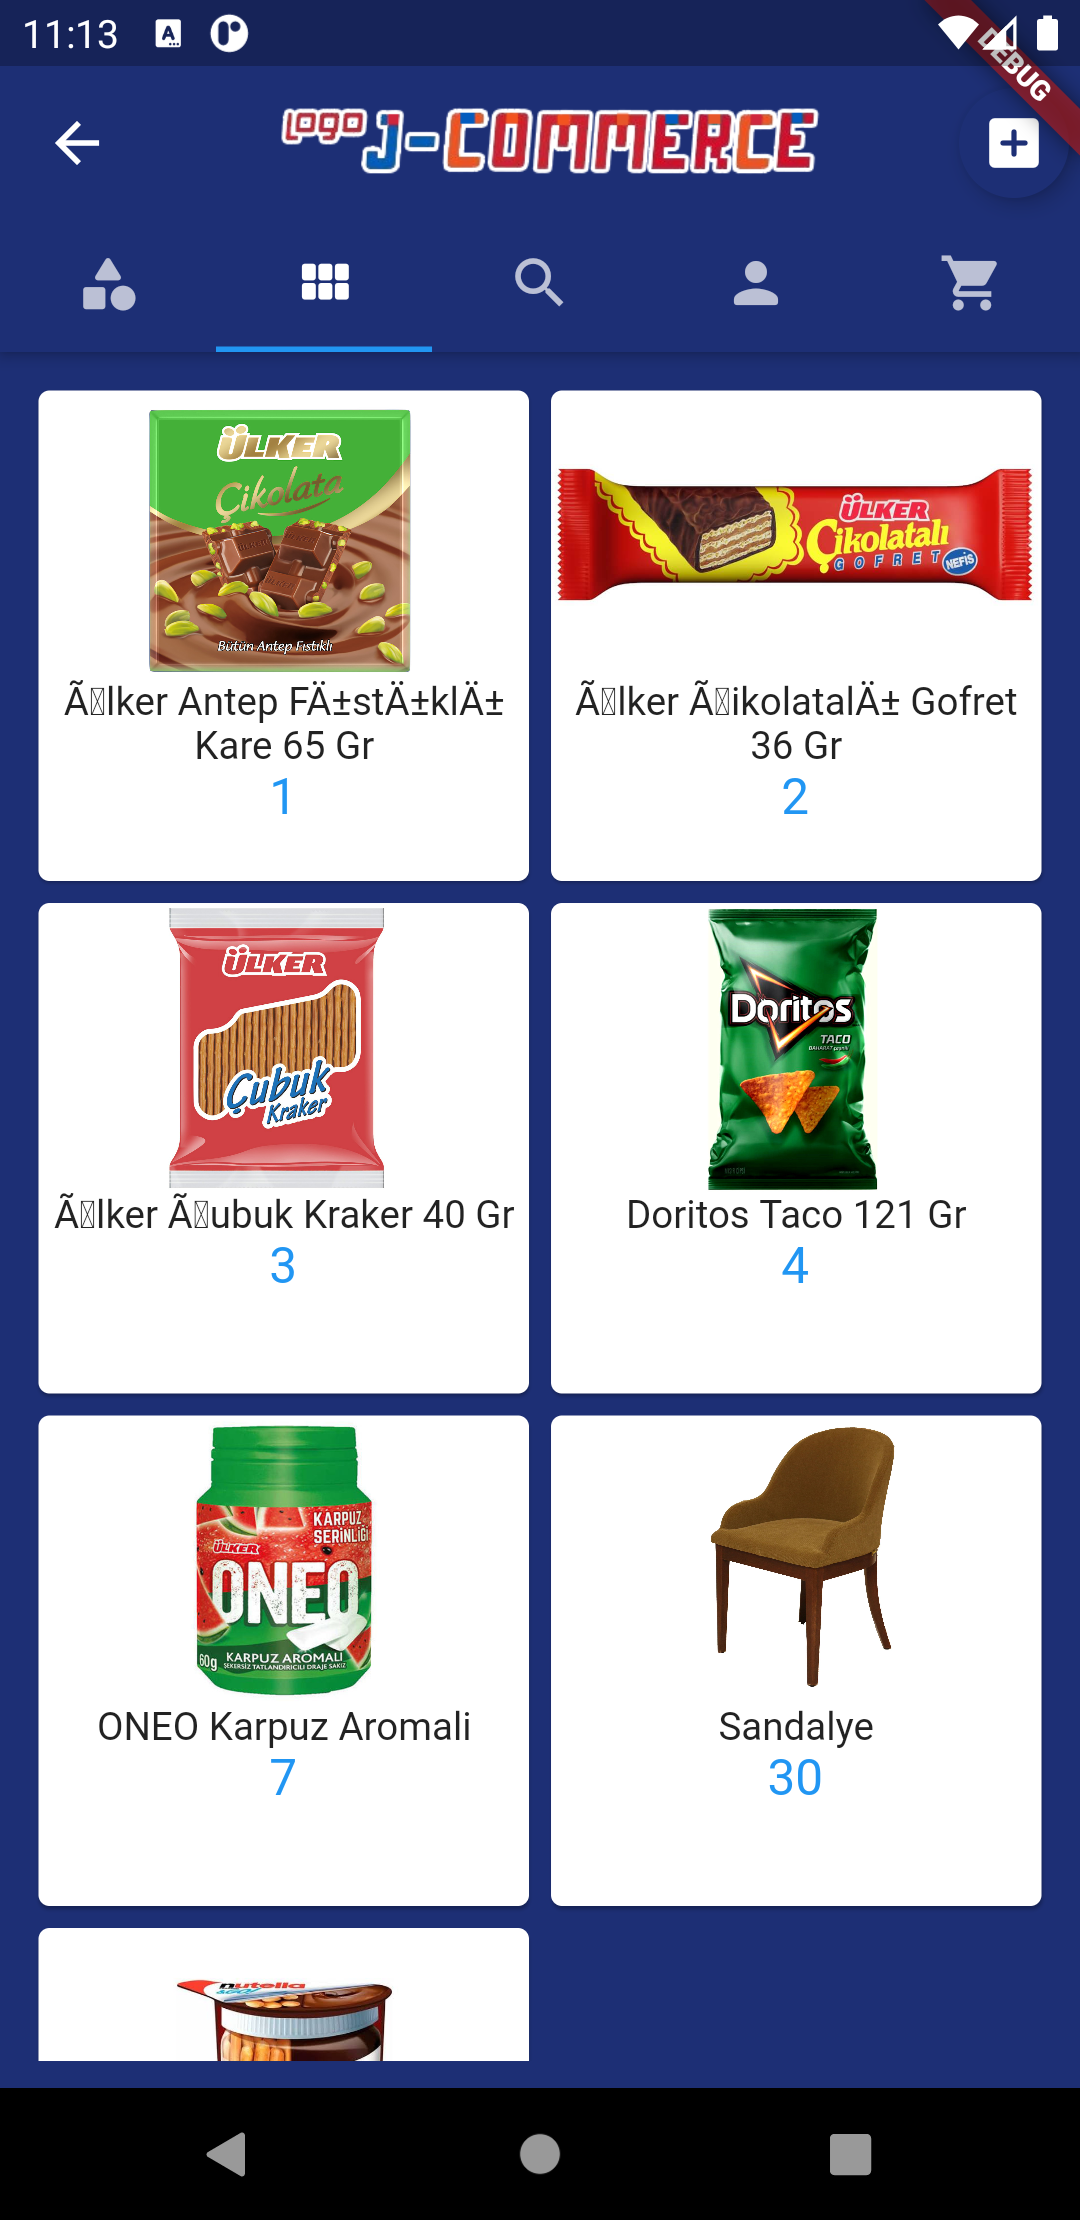 11:13
DEBUG
LOGO J-COMMERCE
ÜLKER
Çikolata
Bütün Antep Fıstıklı
ÜLKER
Çikolatalı
GOFRET
NEFİS
Ã
lker Antep FÄ±stÄ±klÄ±
Kare 65 Gr
1
Ã
lker Ã
ikolatalÄ± Gofret
36 Gr
2
ÜLKER
Çubuk
Kraker
Doritos
TACO
BAHARAT
Ã
lker Ã
ubuk Kraker 40 Gr
3
Doritos Taco 121 Gr
4
KARPUZ
SERİNLİĞİ
ÜLKER
ONEO
60g
KARPUZ AROMALI
ŞEKERSİZ TATLANDIRICILI DRAJE SAKIZ
ONEO Karpuz Aromali
7
Sandalye
30
nutella
&GO!